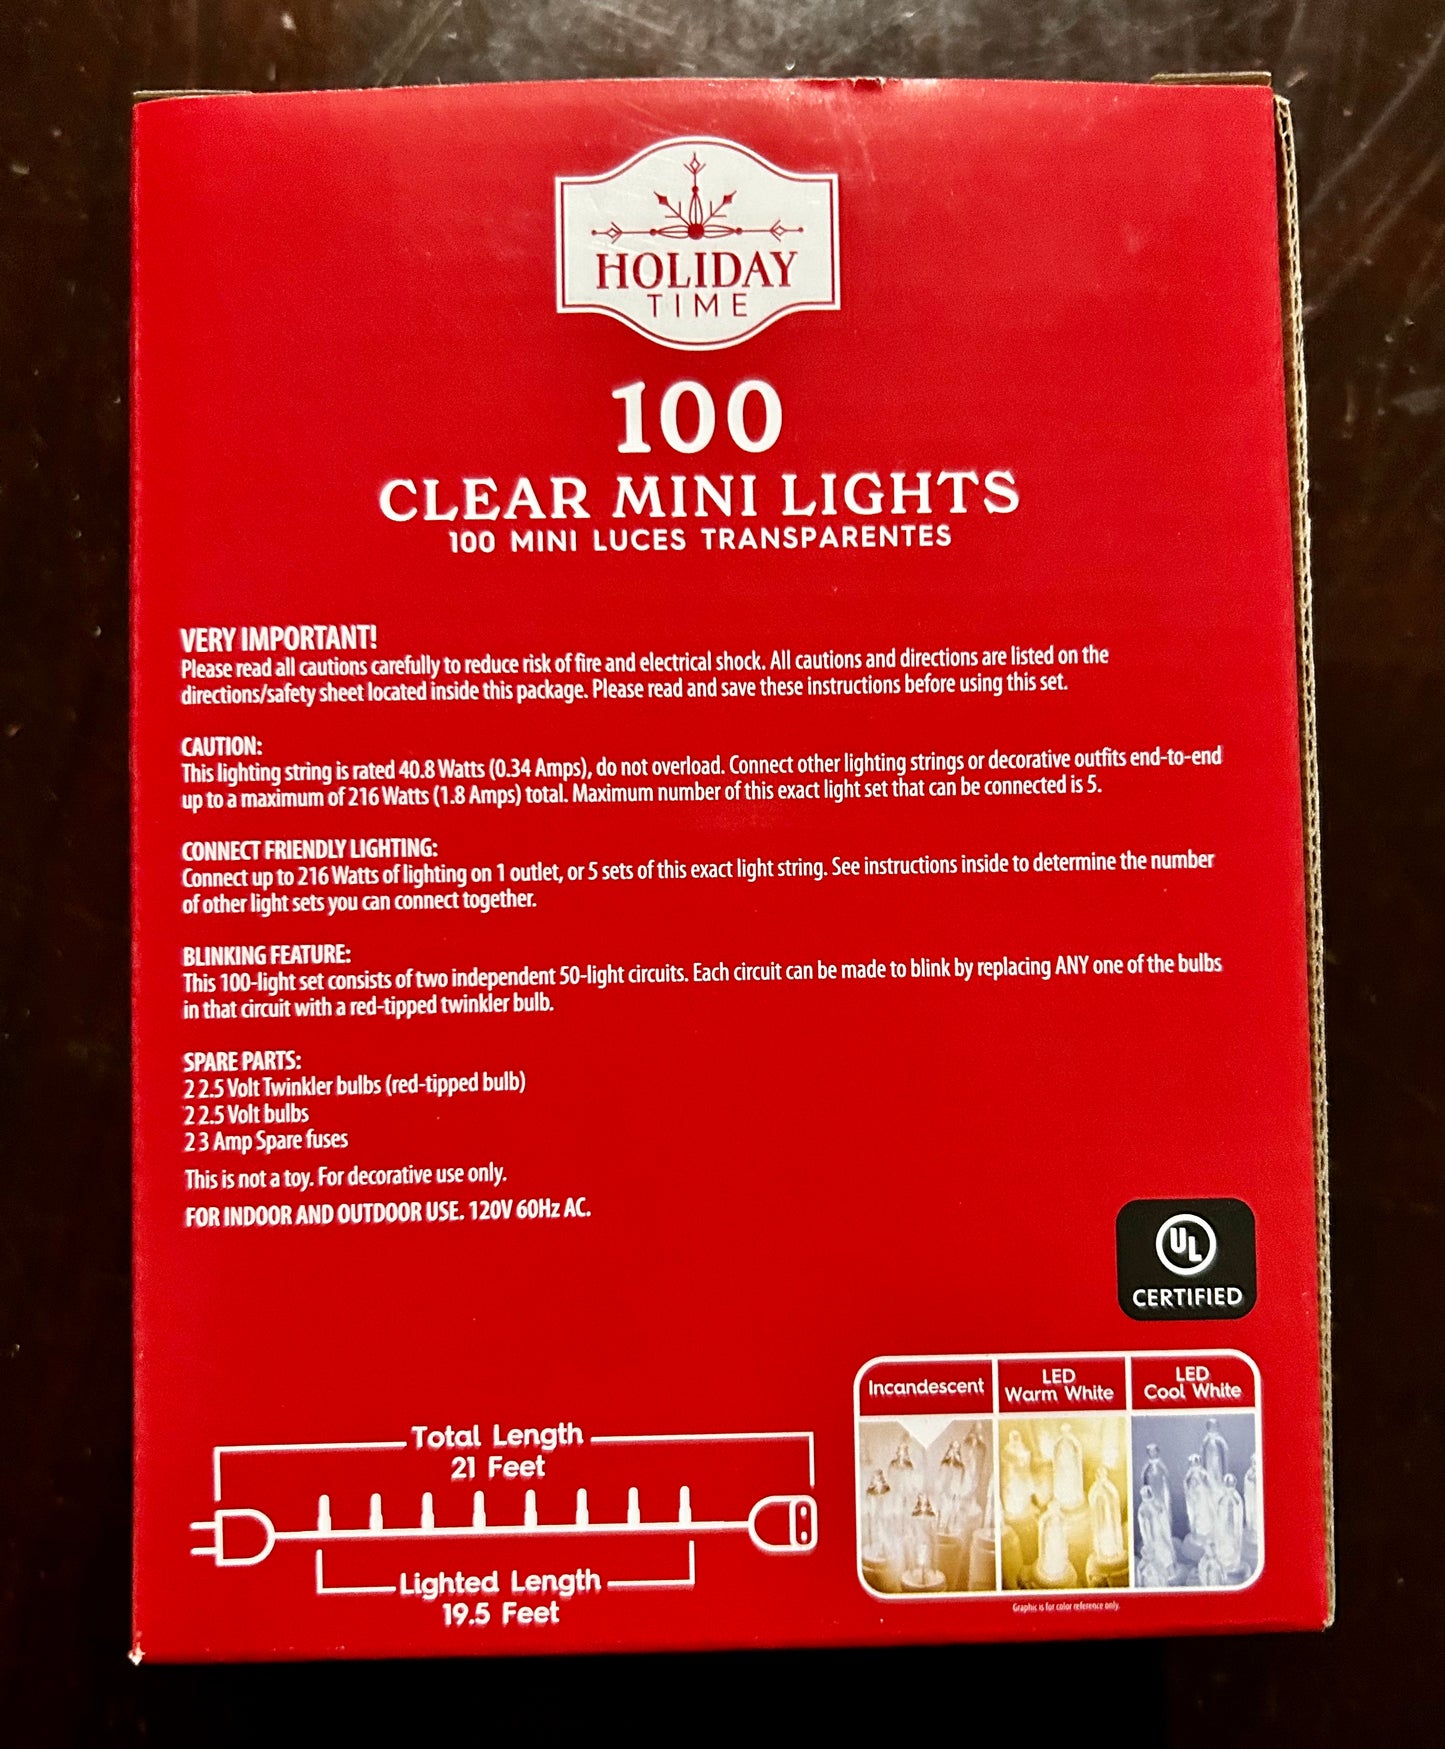 HOLIDAY
TIME
100
CLEAR MINI LIGHTS
100 MINI LUCES TRANSPARENTES
VERY IMPORTANT!
Please read all cautions carefully to reduce risk of fire and electrical shock. All cautions and directions are listed on the
directions/safety sheet located inside this package. Please read and save these instructions before using this set.
CAUTION:
This lighting string is rated 40.8 Watts (0.34 Amps), do not overload. Connect other lighting strings or decorative outfits end-to-end
up to a maximum of 216 Watts (1.8 Amps) total. Maximum number of this exact light set that can be connected is 5.
CONNECT FRIENDLY LIGHTING:
Connect up to 216 Watts of lighting on 1 outlet, or 5 sets of this exact light string. See instructions inside to determine the number
of other light sets you can connect together.
BLINKING FEATURE:
This 100-light set consists of two independent 50-light circuits. Each circuit can be made to blink by replacing ANY one of the bulbs
in that circuit with a red-tipped twinkler bulb.
SPARE PARTS:
2 2.5 Volt Twinkler bulbs (red-tipped bulb)
2 2.5 Volt bulbs
2 3 Amp Spare fuses
This is not a toy. For decorative use only.
FOR INDOOR AND OUTDOOR USE. 120V 60Hz AC.
UL
CERTIFIED
Incandescent
LED
Warm White
LED
Cool White
Graphic is for color reference only.
Total Length
21 Feet
Lighted Length
19.5 Feet